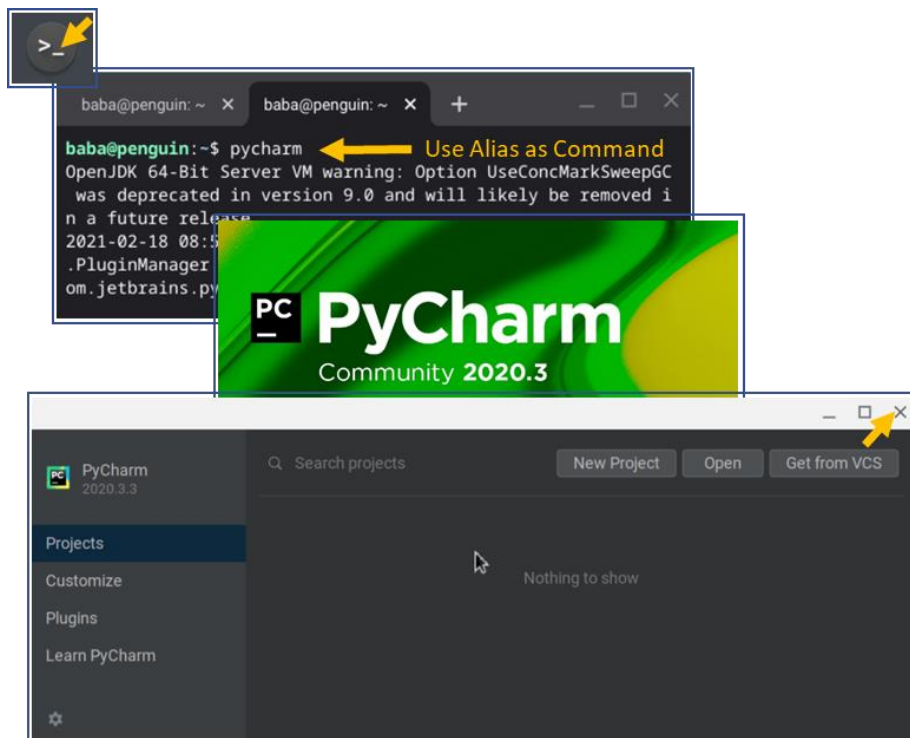 >_
baba@penguin: ~ ×
baba@penguin: ~ ×
+
baba@penguin:~$ pycharm
Use Alias as Command
OpenJDK 64-Bit Server VM warning: Option UseConcMarkSweepGC
was deprecated in version 9.0 and will likely be removed i
n a future release
2021-02-18 08:5
.PluginManager
om.jetbrains.py
PC
PyCharm
Community 2020.3
PC
PyCharm
2020.3.3
Search projects
New Project
Open
Get from VCS
Projects
Customize
Plugins
Learn PyCharm
Nothing to show